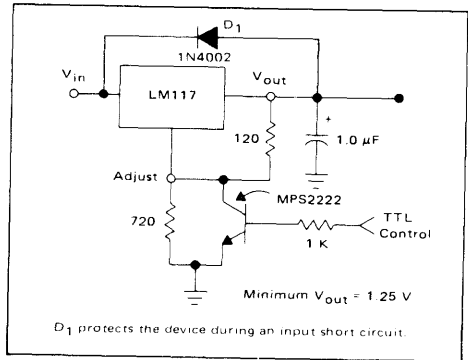 D1
1N4002
Vin
LM117
Vout
120
+
1.0 µF
Adjust
MPS2222
720
1 K
TTL
Control
Minimum Vout = 1.25 V
D1 protects the device during an input short circuit.